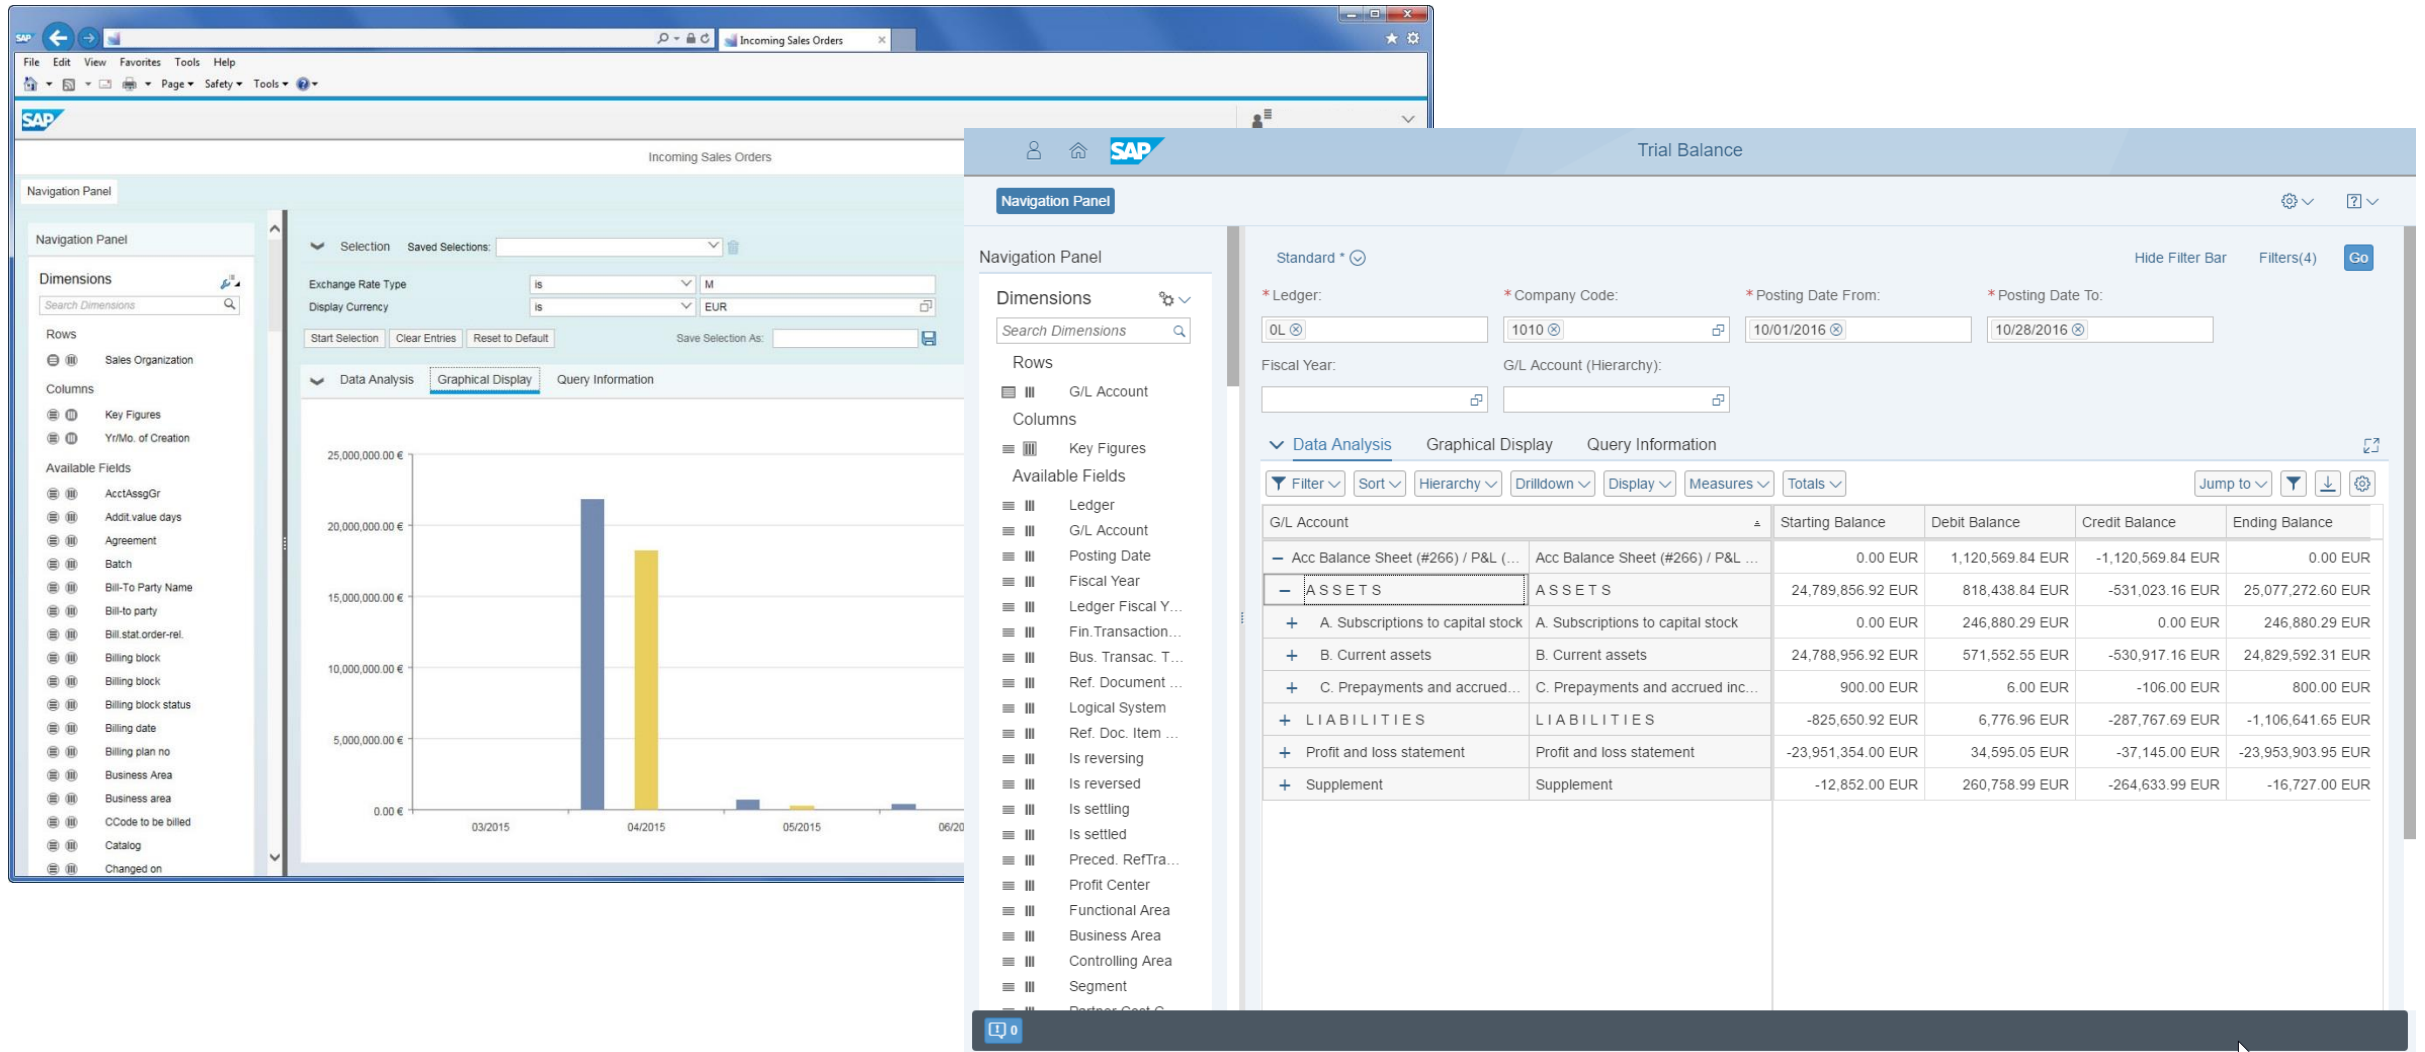 Incoming Sales Orders
File Edit View Favorites Tools Help
Page Safety Tools
SAP
Incoming Sales Orders
Navigation Panel
Navigation Panel
Dimensions
Search Dimensions
Rows
Sales Organization
Columns
Key Figures
Yr/Mo. of Creation
Available Fields
AcctAssgGr
Addit.value days
Agreement
Batch
Bill-To Party Name
Bill-to party
Bill.stat.order-rel.
Billing block
Billing block
Billing block status
Billing date
Billing plan no
Business Area
Business area
CCode to be billed
Catalog
Changed on
Selection Saved Selections:
Exchange Rate Type is M
Display Currency is EUR
Start Selection Clear Entries Reset to Default Save Selection As:
Data Analysis Graphical Display Query Information
25,000,000.00 €
20,000,000.00 €
15,000,000.00 €
10,000,000.00 €
5,000,000.00 €
0.00 €
03/2015 04/2015 05/2015 06/20
SAP Trial Balance
Navigation Panel
Navigation Panel
Dimensions
Search Dimensions
Rows
G/L Account
Columns
Key Figures
Available Fields
Ledger
G/L Account
Posting Date
Fiscal Year
Ledger Fiscal Y...
Fin.Transaction...
Bus. Transac. T...
Ref. Document ...
Logical System
Ref. Doc. Item ...
Is reversing
Is reversed
Is settling
Is settled
Preced. RefTra...
Profit Center
Functional Area
Business Area
Controlling Area
Segment
Standard * Hide Filter Bar Filters(4) Go
* Ledger: * Company Code: * Posting Date From: * Posting Date To:
0L 1010 10/01/2016 10/28/2016
Fiscal Year: G/L Account (Hierarchy):
Data Analysis Graphical Display Query Information
Filter Sort Hierarchy Drilldown Display Measures Totals Jump to
G/L Account Starting Balance Debit Balance Credit Balance Ending Balance
Acc Balance Sheet (#266) / P&L (... Acc Balance Sheet (#266) / P&L ... 0.00 EUR 1,120,569.84 EUR -1,120,569.84 EUR 0.00 EUR
A S S E T S A S S E T S 24,789,856.92 EUR 818,438.84 EUR -531,023.16 EUR 25,077,272.60 EUR
A. Subscriptions to capital stock A. Subscriptions to capital stock 0.00 EUR 246,880.29 EUR 0.00 EUR 246,880.29 EUR
B. Current assets B. Current assets 24,788,956.92 EUR 571,552.55 EUR -530,917.16 EUR 24,829,592.31 EUR
C. Prepayments and accrued... C. Prepayments and accrued inc... 900.00 EUR 6.00 EUR -106.00 EUR 800.00 EUR
L I A B I L I T I E S L I A B I L I T I E S -825,650.92 EUR 6,776.96 EUR -287,767.69 EUR -1,106,641.65 EUR
Profit and loss statement Profit and loss statement -23,951,354.00 EUR 34,595.05 EUR -37,145.00 EUR -23,953,903.95 EUR
Supplement Supplement -12,852.00 EUR 260,758.99 EUR -264,633.99 EUR -16,727.00 EUR
0